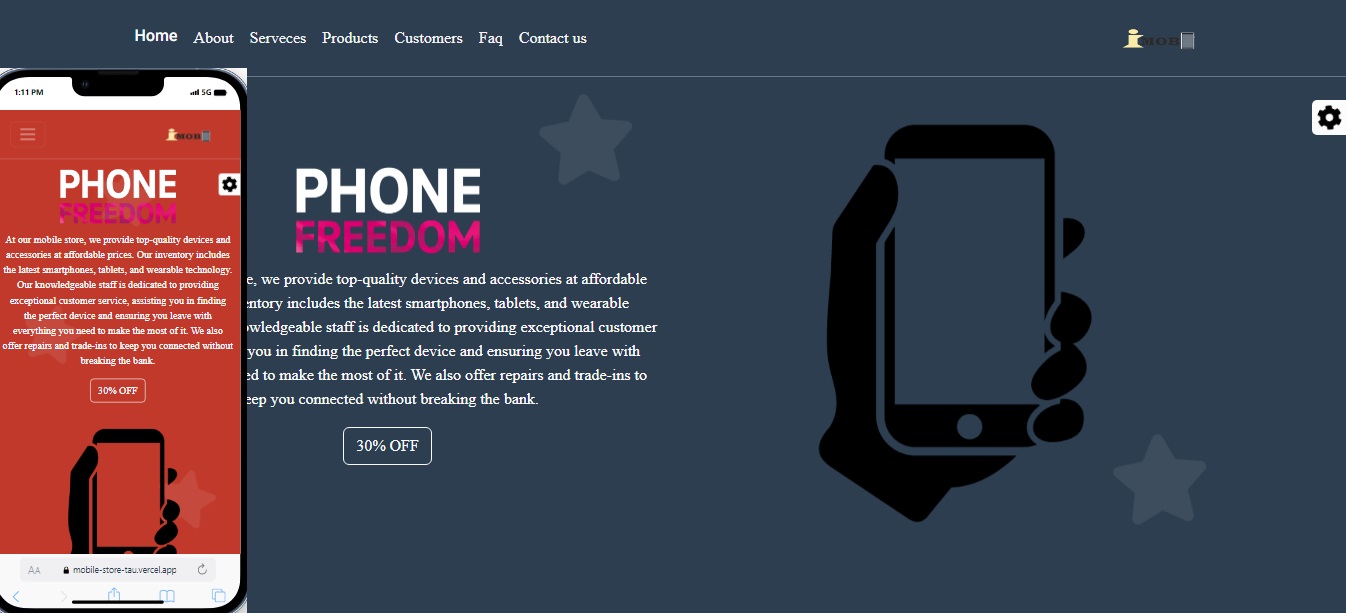 Home About Serveces Products Customers Faq Contact us
iMOB
1:11 PM
5G
iMOB
PHONE
FREEDOM
At our mobile store, we provide top-quality devices and
accessories at affordable prices. Our inventory includes
the latest smartphones, tablets, and wearable technology.
Our knowledgeable staff is dedicated to providing
exceptional customer service, assisting you in finding
the perfect device and ensuring you leave with
everything you need to make the most of it. We also
offer repairs and trade-ins to keep you connected without
breaking the bank.
30% OFF
AA mobile-store-tau.vercel.app
PHONE
FREEDOM
e, we provide top-quality devices and accessories at affordable
entory includes the latest smartphones, tablets, and wearable
owledgeable staff is dedicated to providing exceptional customer
you in finding the perfect device and ensuring you leave with
ed to make the most of it. We also offer repairs and trade-ins to
eep you connected without breaking the bank.
30% OFF